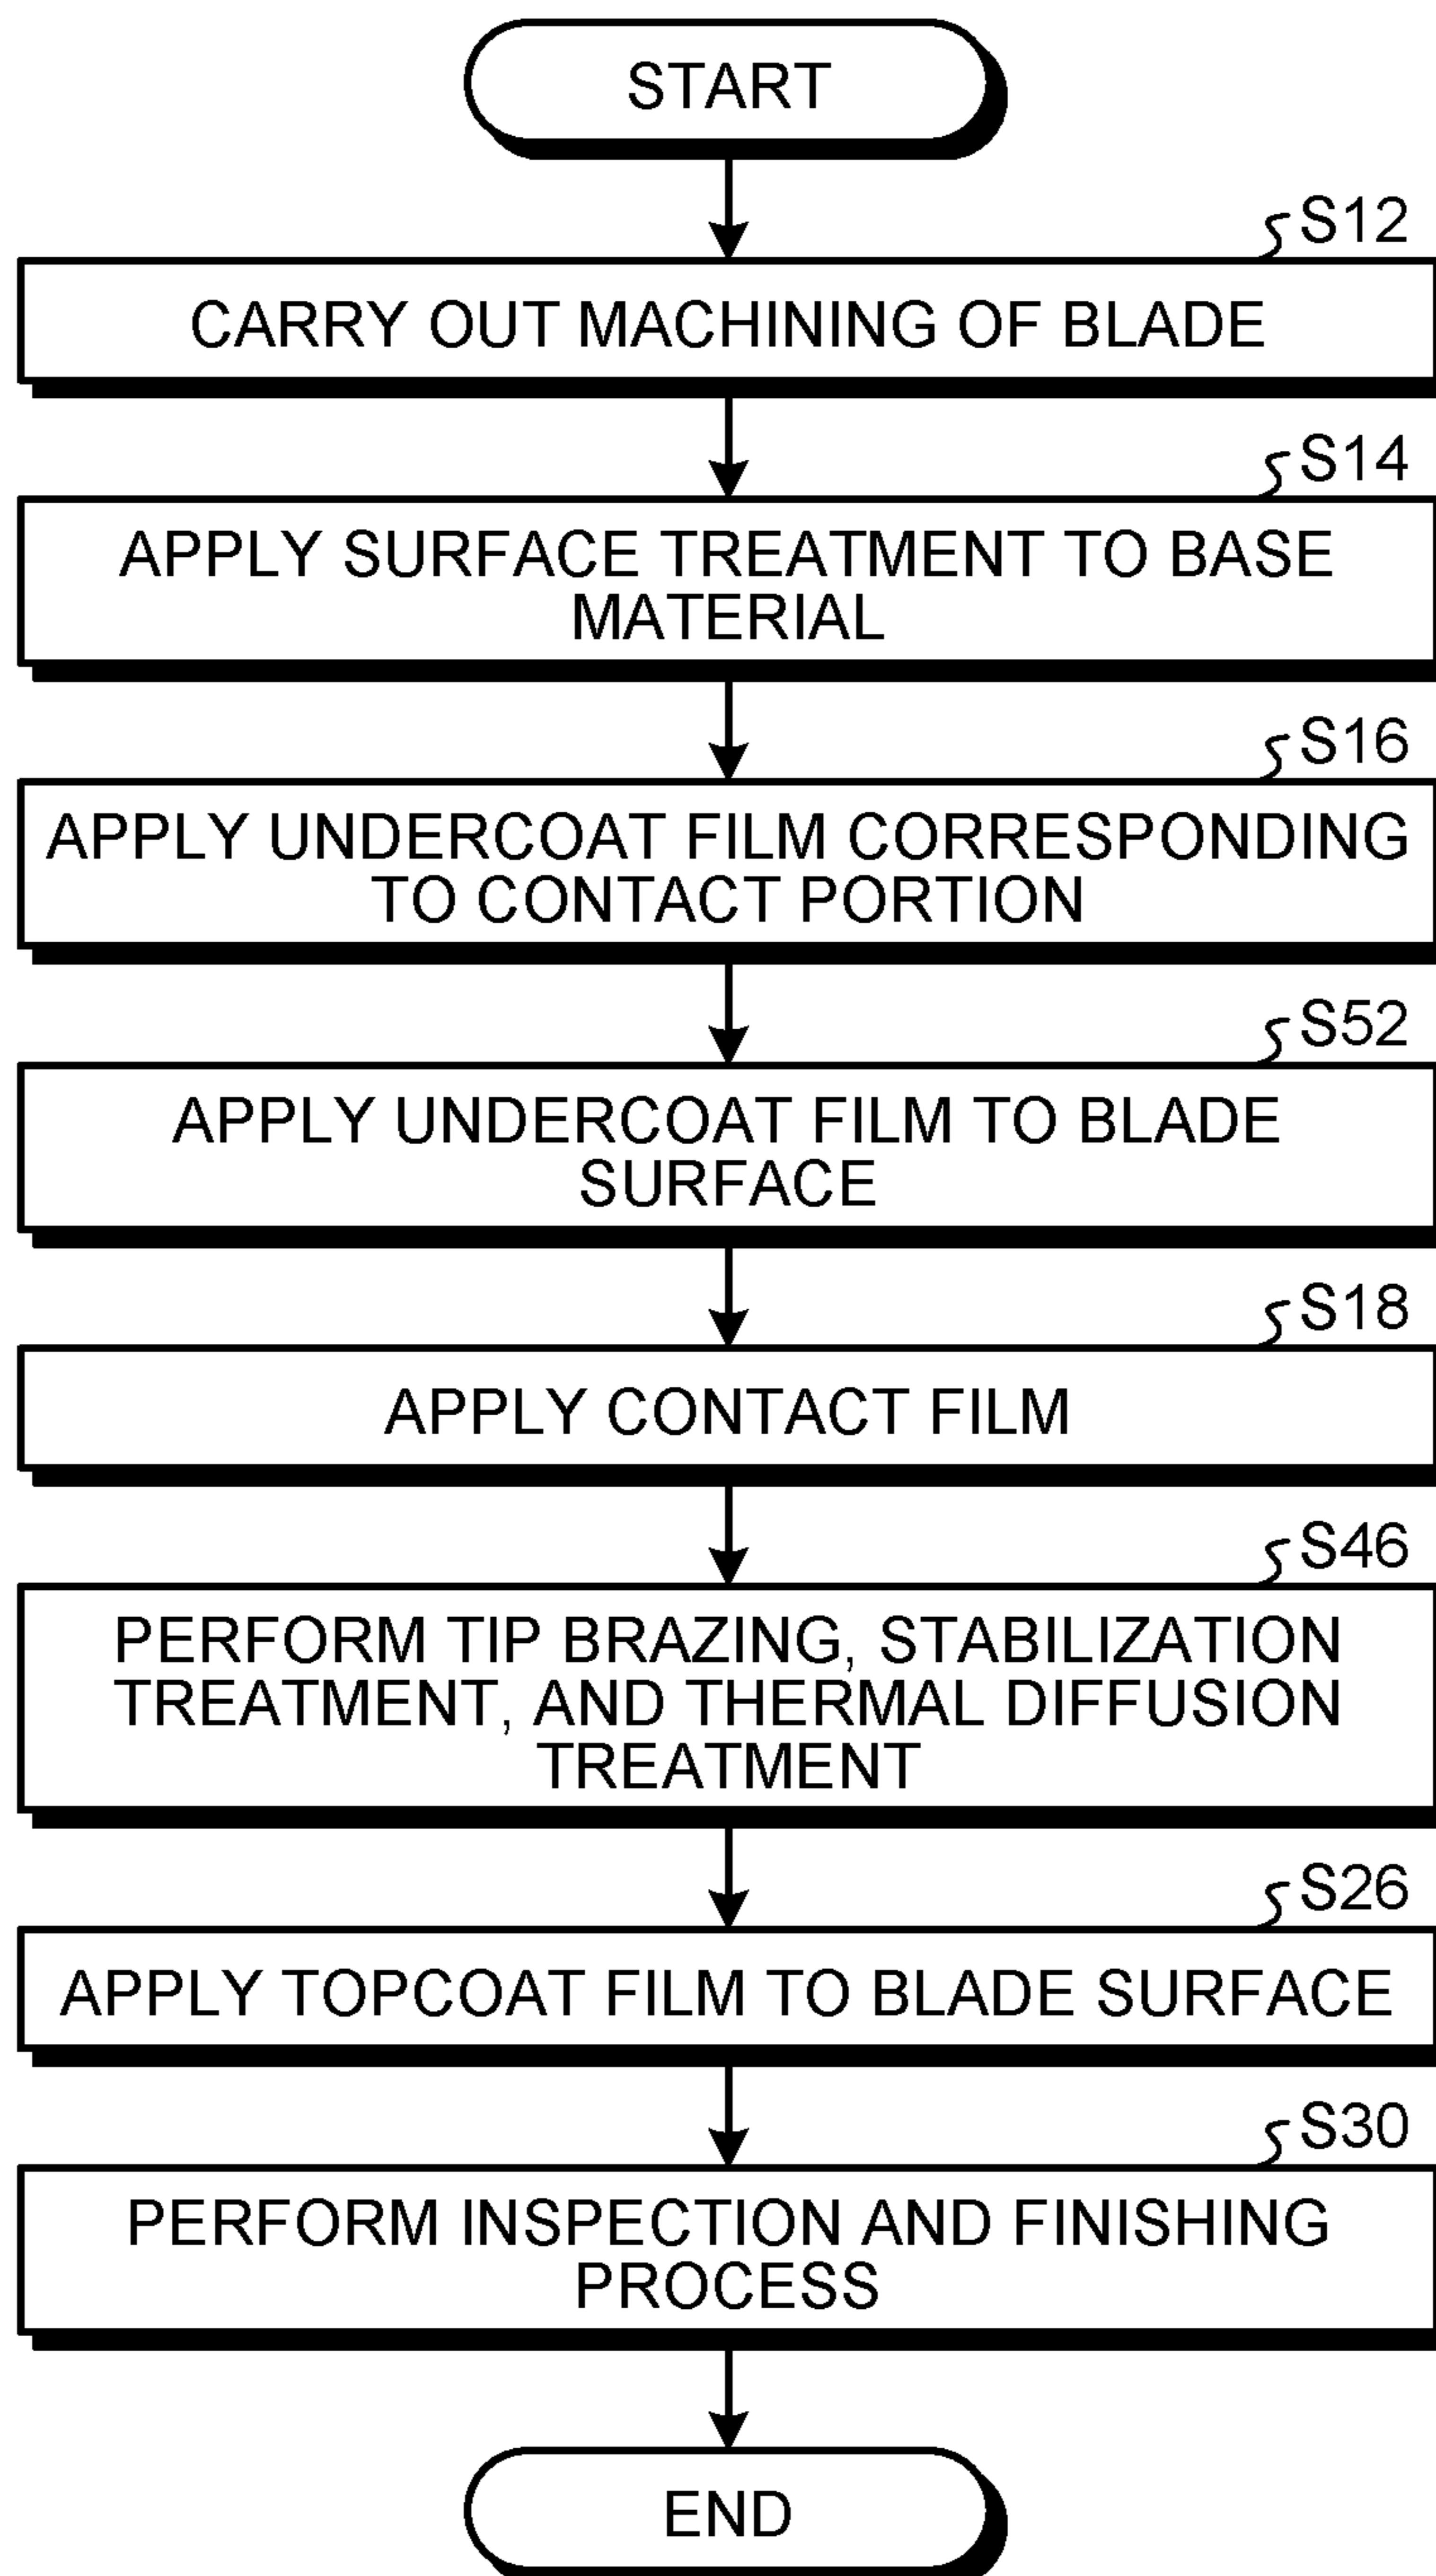 START
S12
CARRY OUT MACHINING OF BLADE
S14
APPLY SURFACE TREATMENT TO BASE
MATERIAL
S16
APPLY UNDERCOAT FILM CORRESPONDING
TO CONTACT PORTION
S52
APPLY UNDERCOAT FILM TO BLADE
SURFACE
S18
APPLY CONTACT FILM
S46
PERFORM TIP BRAZING, STABILIZATION
TREATMENT, AND THERMAL DIFFUSION
TREATMENT
S26
APPLY TOPCOAT FILM TO BLADE SURFACE
S30
PERFORM INSPECTION AND FINISHING
PROCESS
END